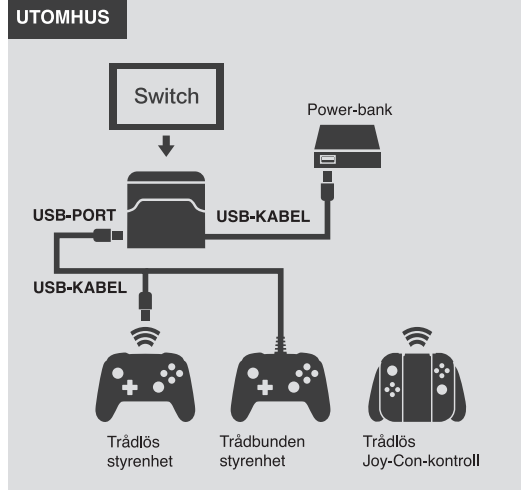 UTOMHUS
Switch
Power-bank
USB-PORT
USB-KABEL
USB-KABEL
Trådlös
styrenhet
Trådbunden
styrenhet
Trådlös
Joy-Con-kontroll